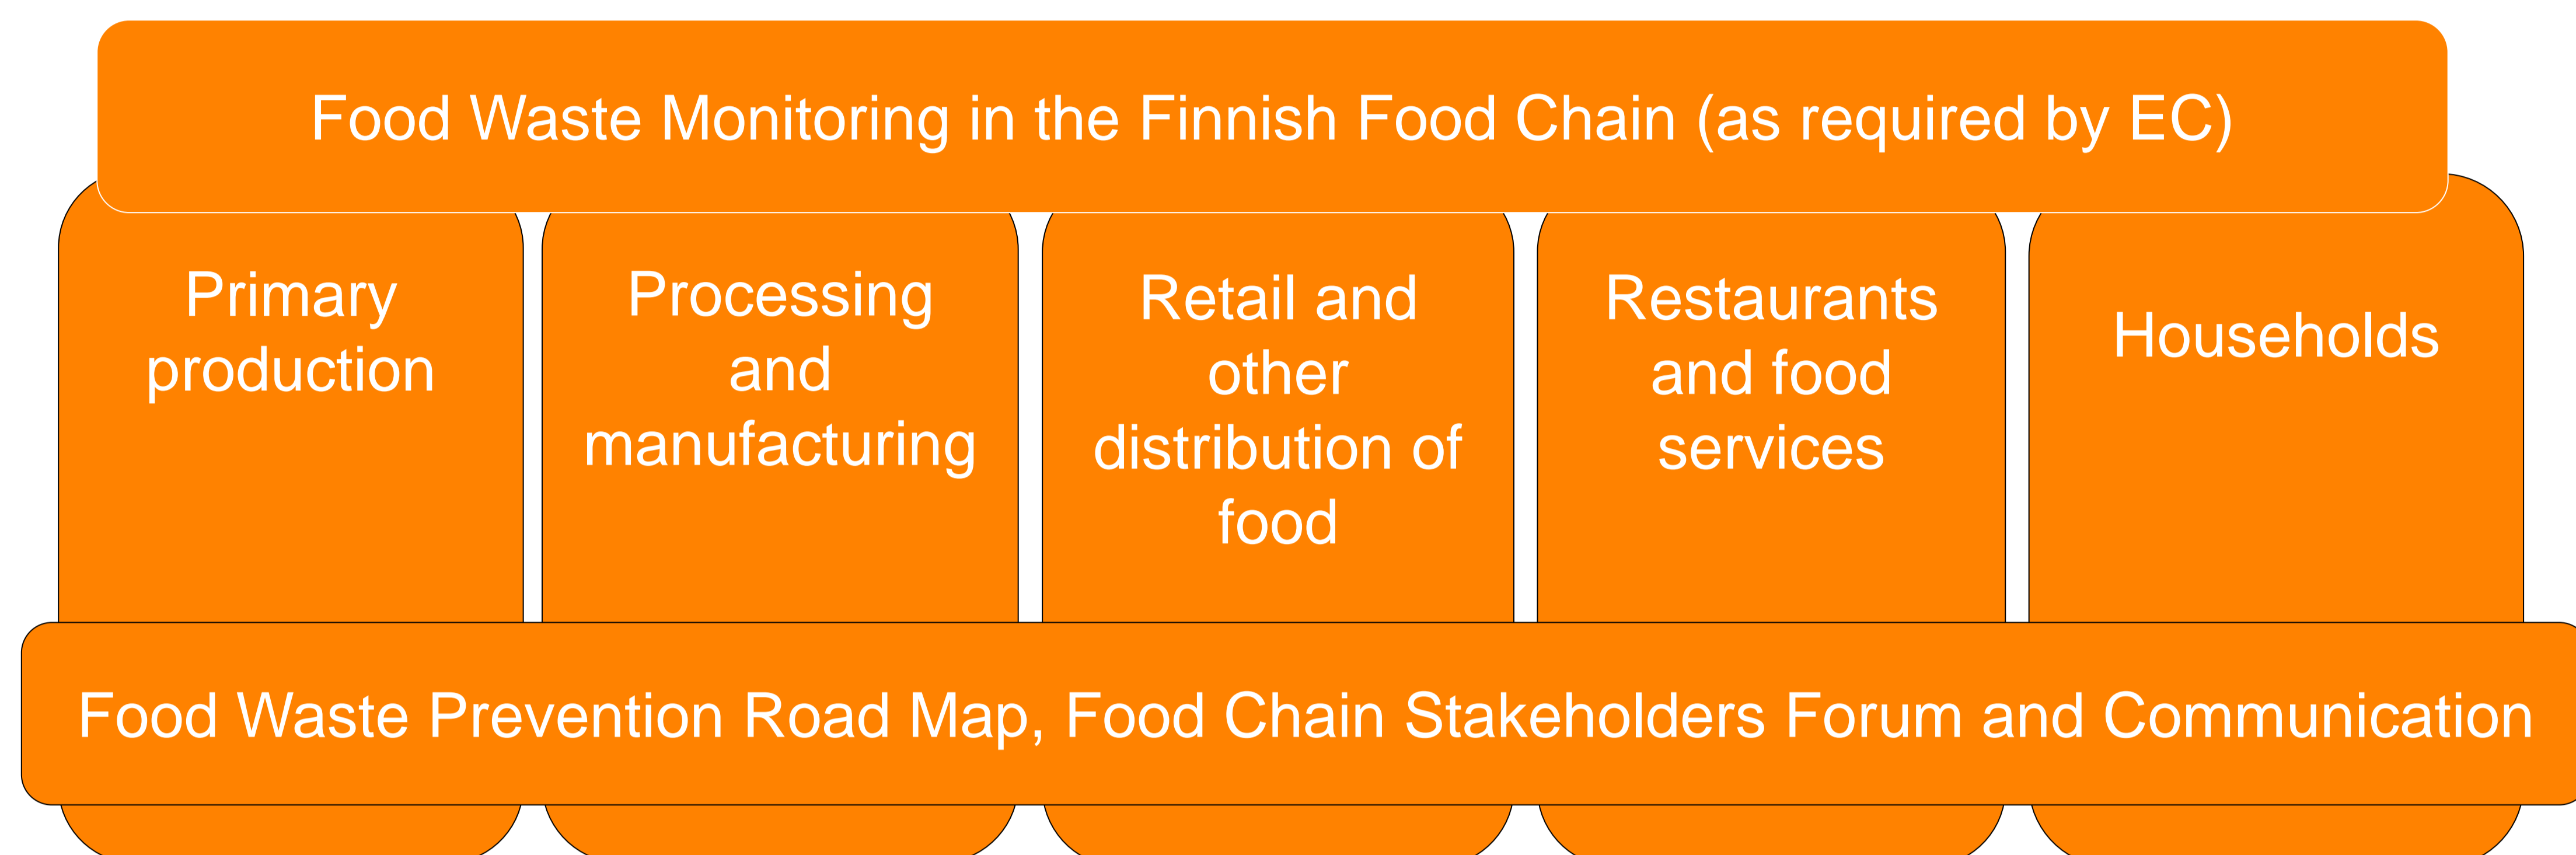 Food Waste Monitoring in the Finnish Food Chain (as required by EC)
Primary
production
Processing
and
manufacturing
Retail and
other
distribution of
food
Restaurants
and food
services
Households
Food Waste Prevention Road Map, Food Chain Stakeholders Forum and Communication